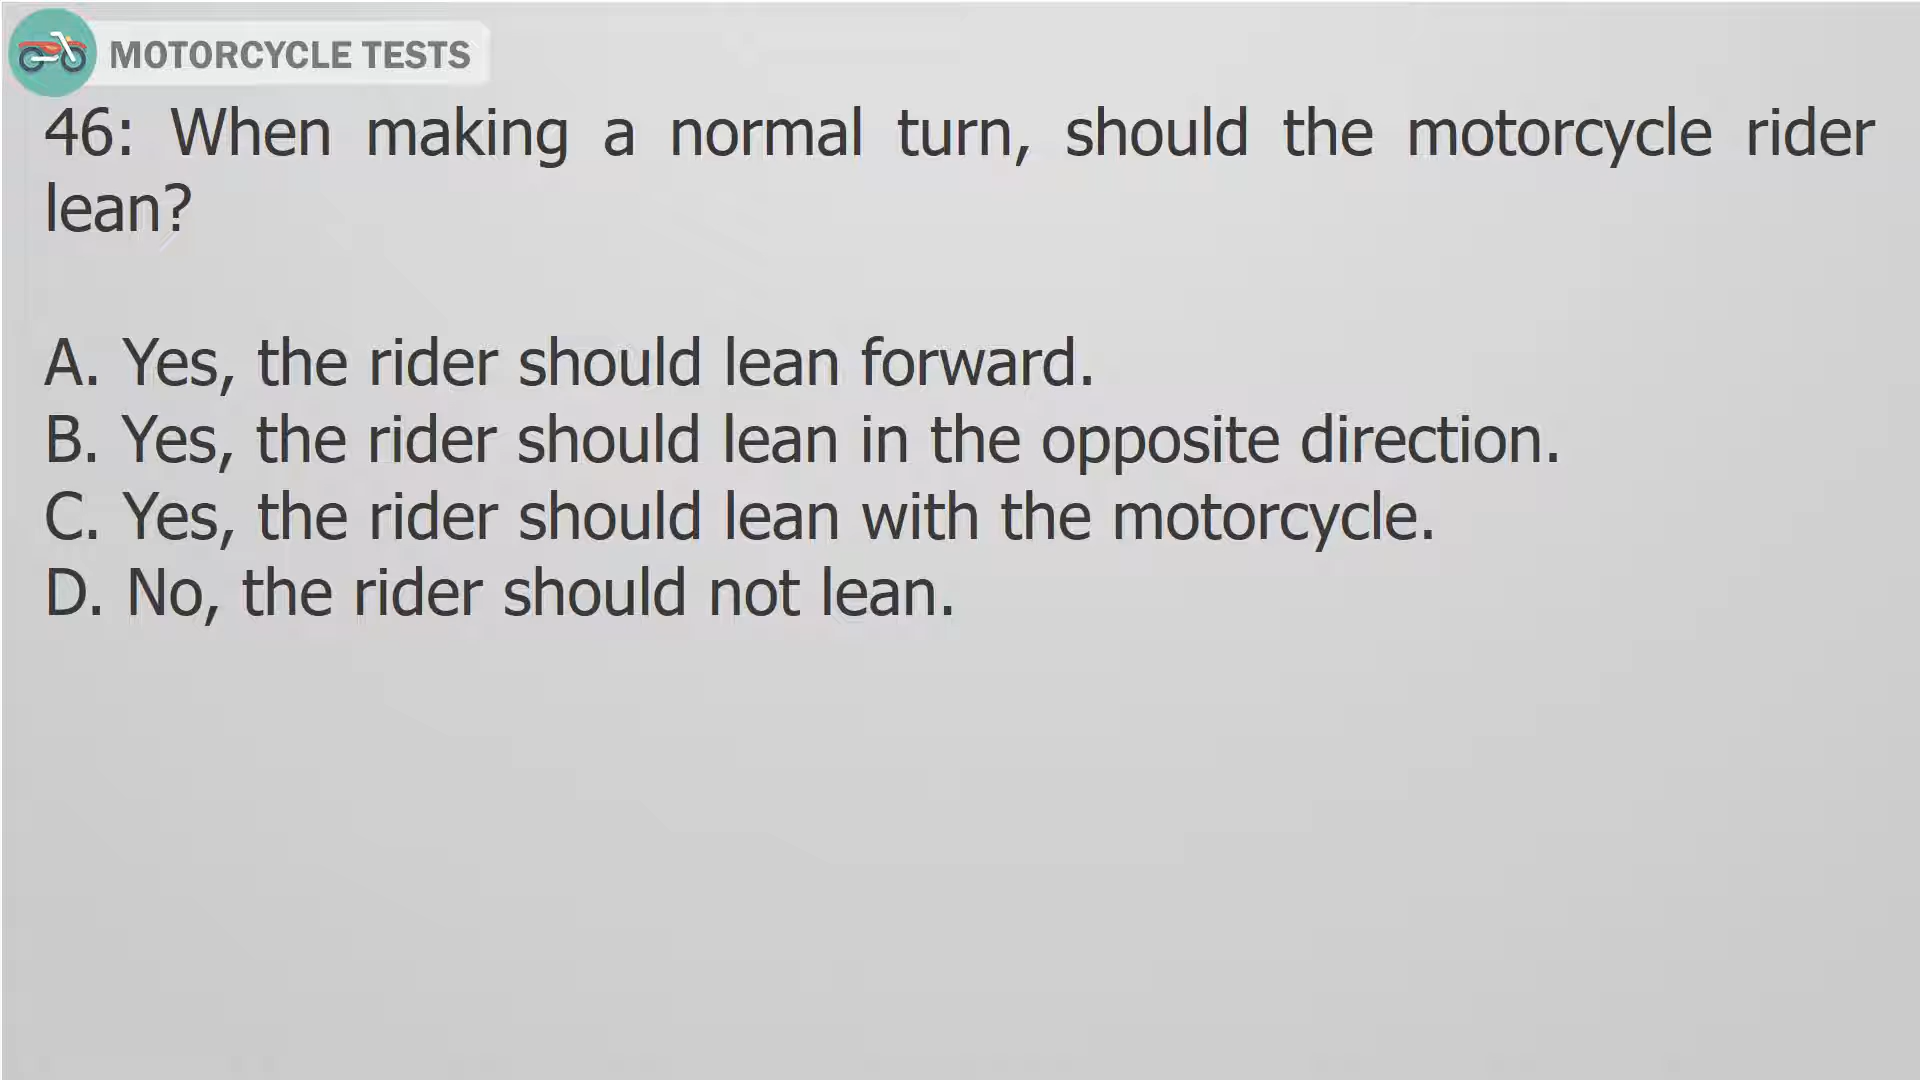 MOTORCYCLE TESTS
46: When making a normal turn, should the motorcycle rider
lean?
A. Yes, the rider should lean forward.
B. Yes, the rider should lean in the opposite direction.
C. Yes, the rider should lean with the motorcycle.
D. No, the rider should not lean.